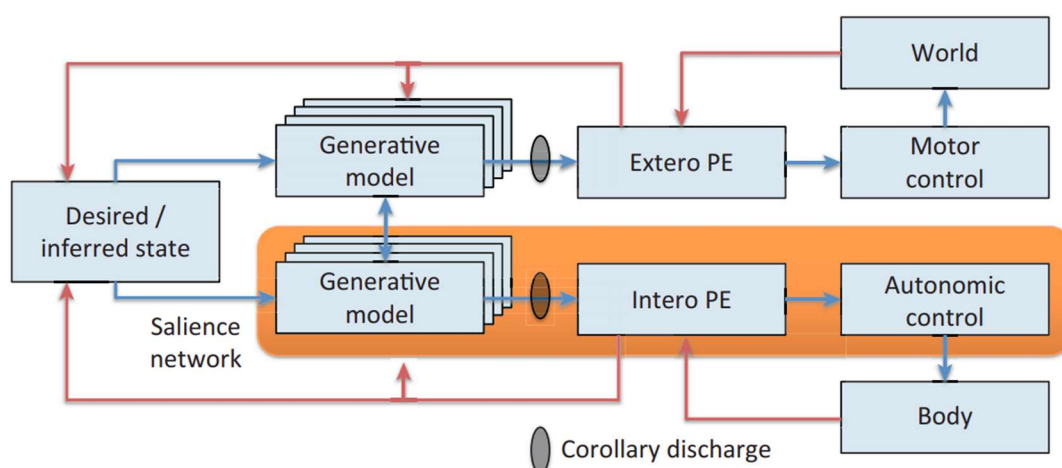 World
Generative
model
Extero PE
Motor
control
Desired /
inferred state
Generative
model
Intero PE
Autonomic
control
Salience
network
Body
Corollary discharge